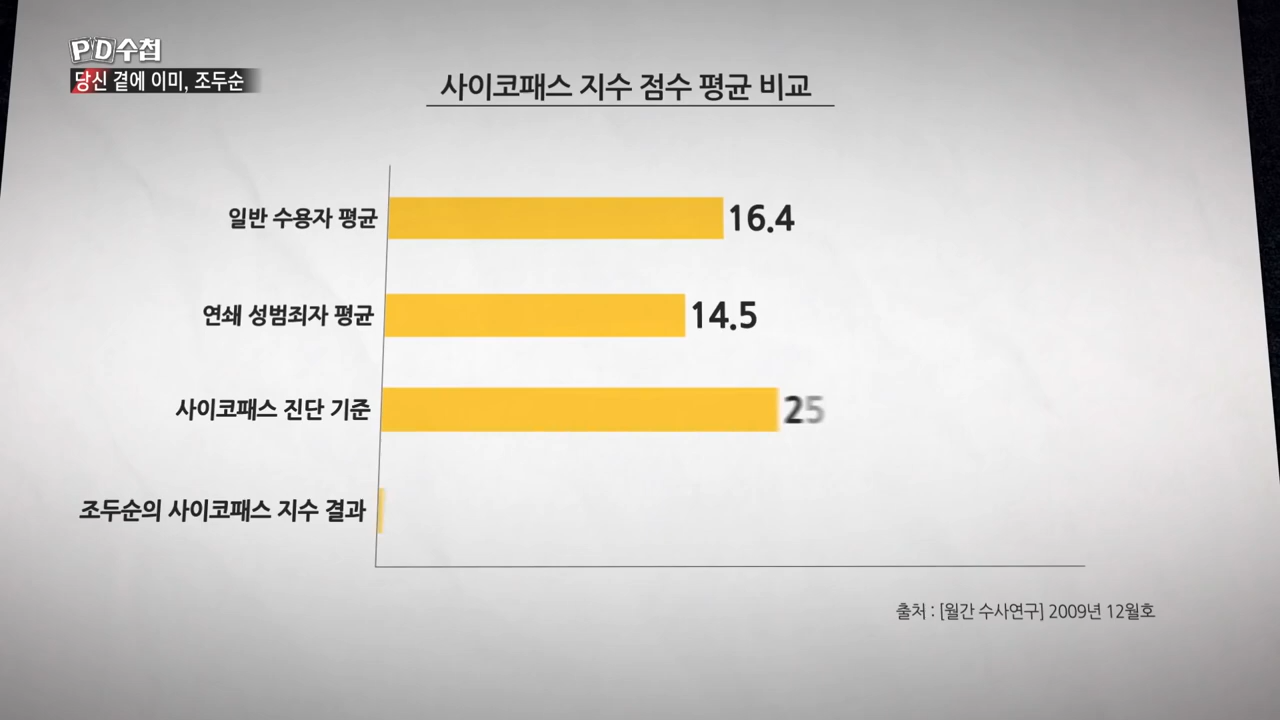 PD수첩
당신 곁에 이미, 조두순
사이코패스 지수 점수 평균 비교
일반 수용자 평균 16.4
연쇄 성범죄자 평균 14.5
사이코패스 진단 기준 25
조두순의 사이코패스 지수 결과
출처 : [월간 수사연구] 2009년 12월호